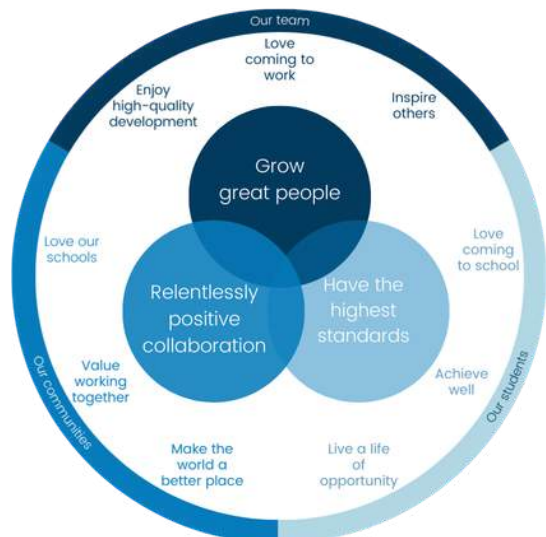 Our team
Love
coming to
work
Enjoy
high-quality
development
Inspire
others
Grow
great people
Love our
schools
Love
coming
to school
Relentlessly
positive
collaboration
Have the
highest
standards
Value
working
together
Achieve
well
Our communities
Our students
Make the
world a
better place
Live a life
of
opportunity